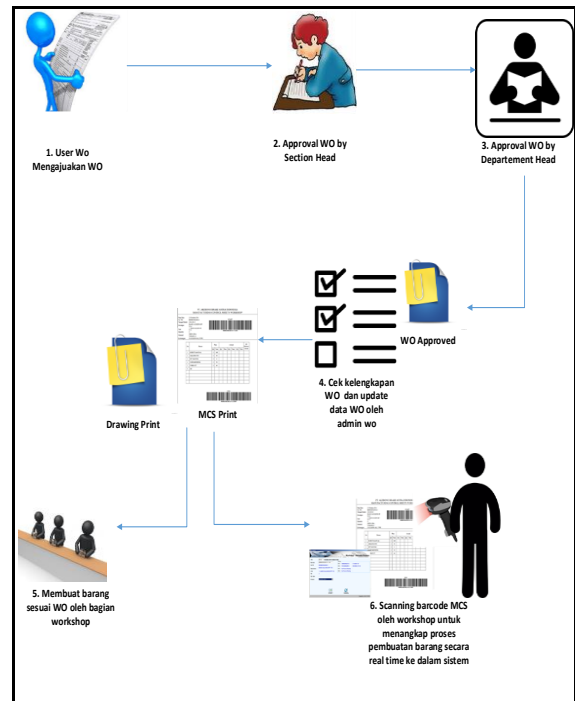 1. User Wo
Mengajuakan WO
2. Approval WO by
Section Head
3. Approval WO by
Departement Head
WO Approved
4. Cek kelengkapan
WO dan update
data WO oleh
admin wo
MCS Print
Drawing Print
5. Membuat barang
sesuai WO oleh bagian
workshop
6. Scanning barcode MCS
oleh workshop untuk
menangkap proses
pembuatan barang secara
real time ke dalam sistem